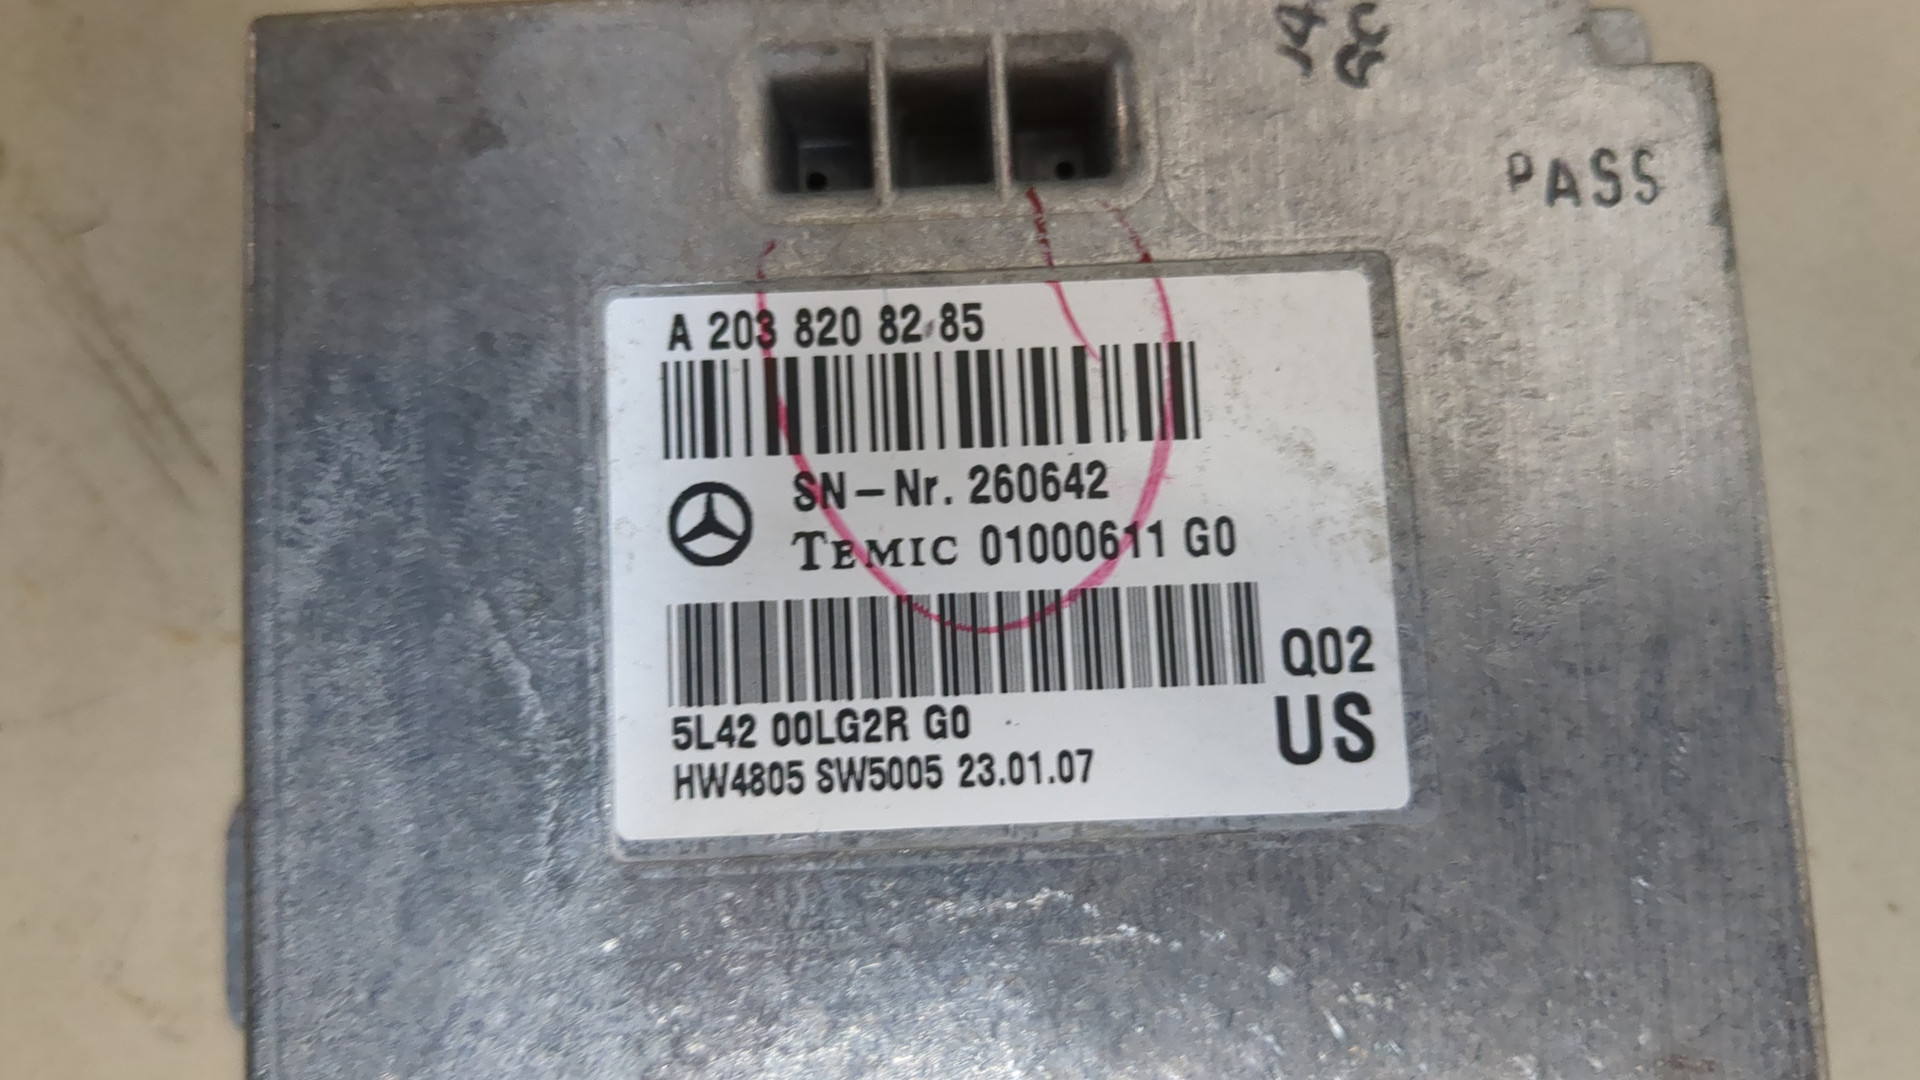 14
PASS
A 203 820 82 85
SN-Nr. 260642
TEMIC 01000611 G0
Q02
5L42 00LG2R G0
US
HW4805 SW5005 23.01.07